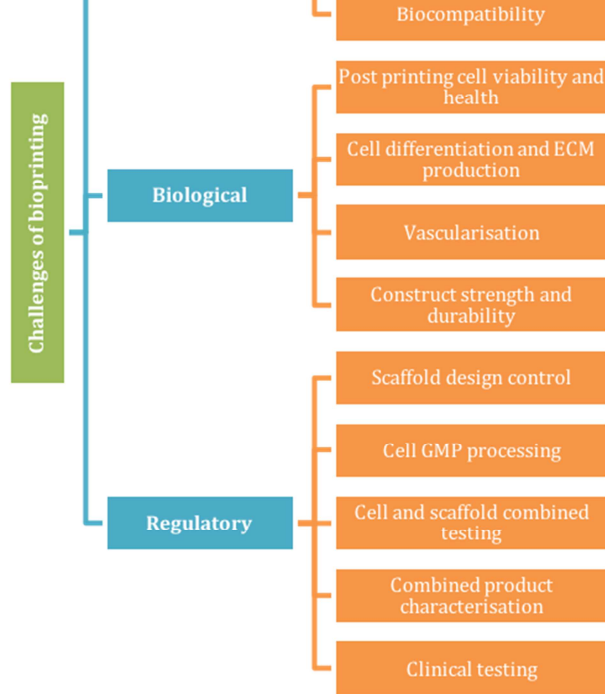 Challenges of bioprinting
Biocompatibility
Biological
Post printing cell viability and
health
Cell differentiation and ECM
production
Vascularisation
Construct strength and
durability
Regulatory
Scaffold design control
Cell GMP processing
Cell and scaffold combined
testing
Combined product
characterisation
Clinical testing